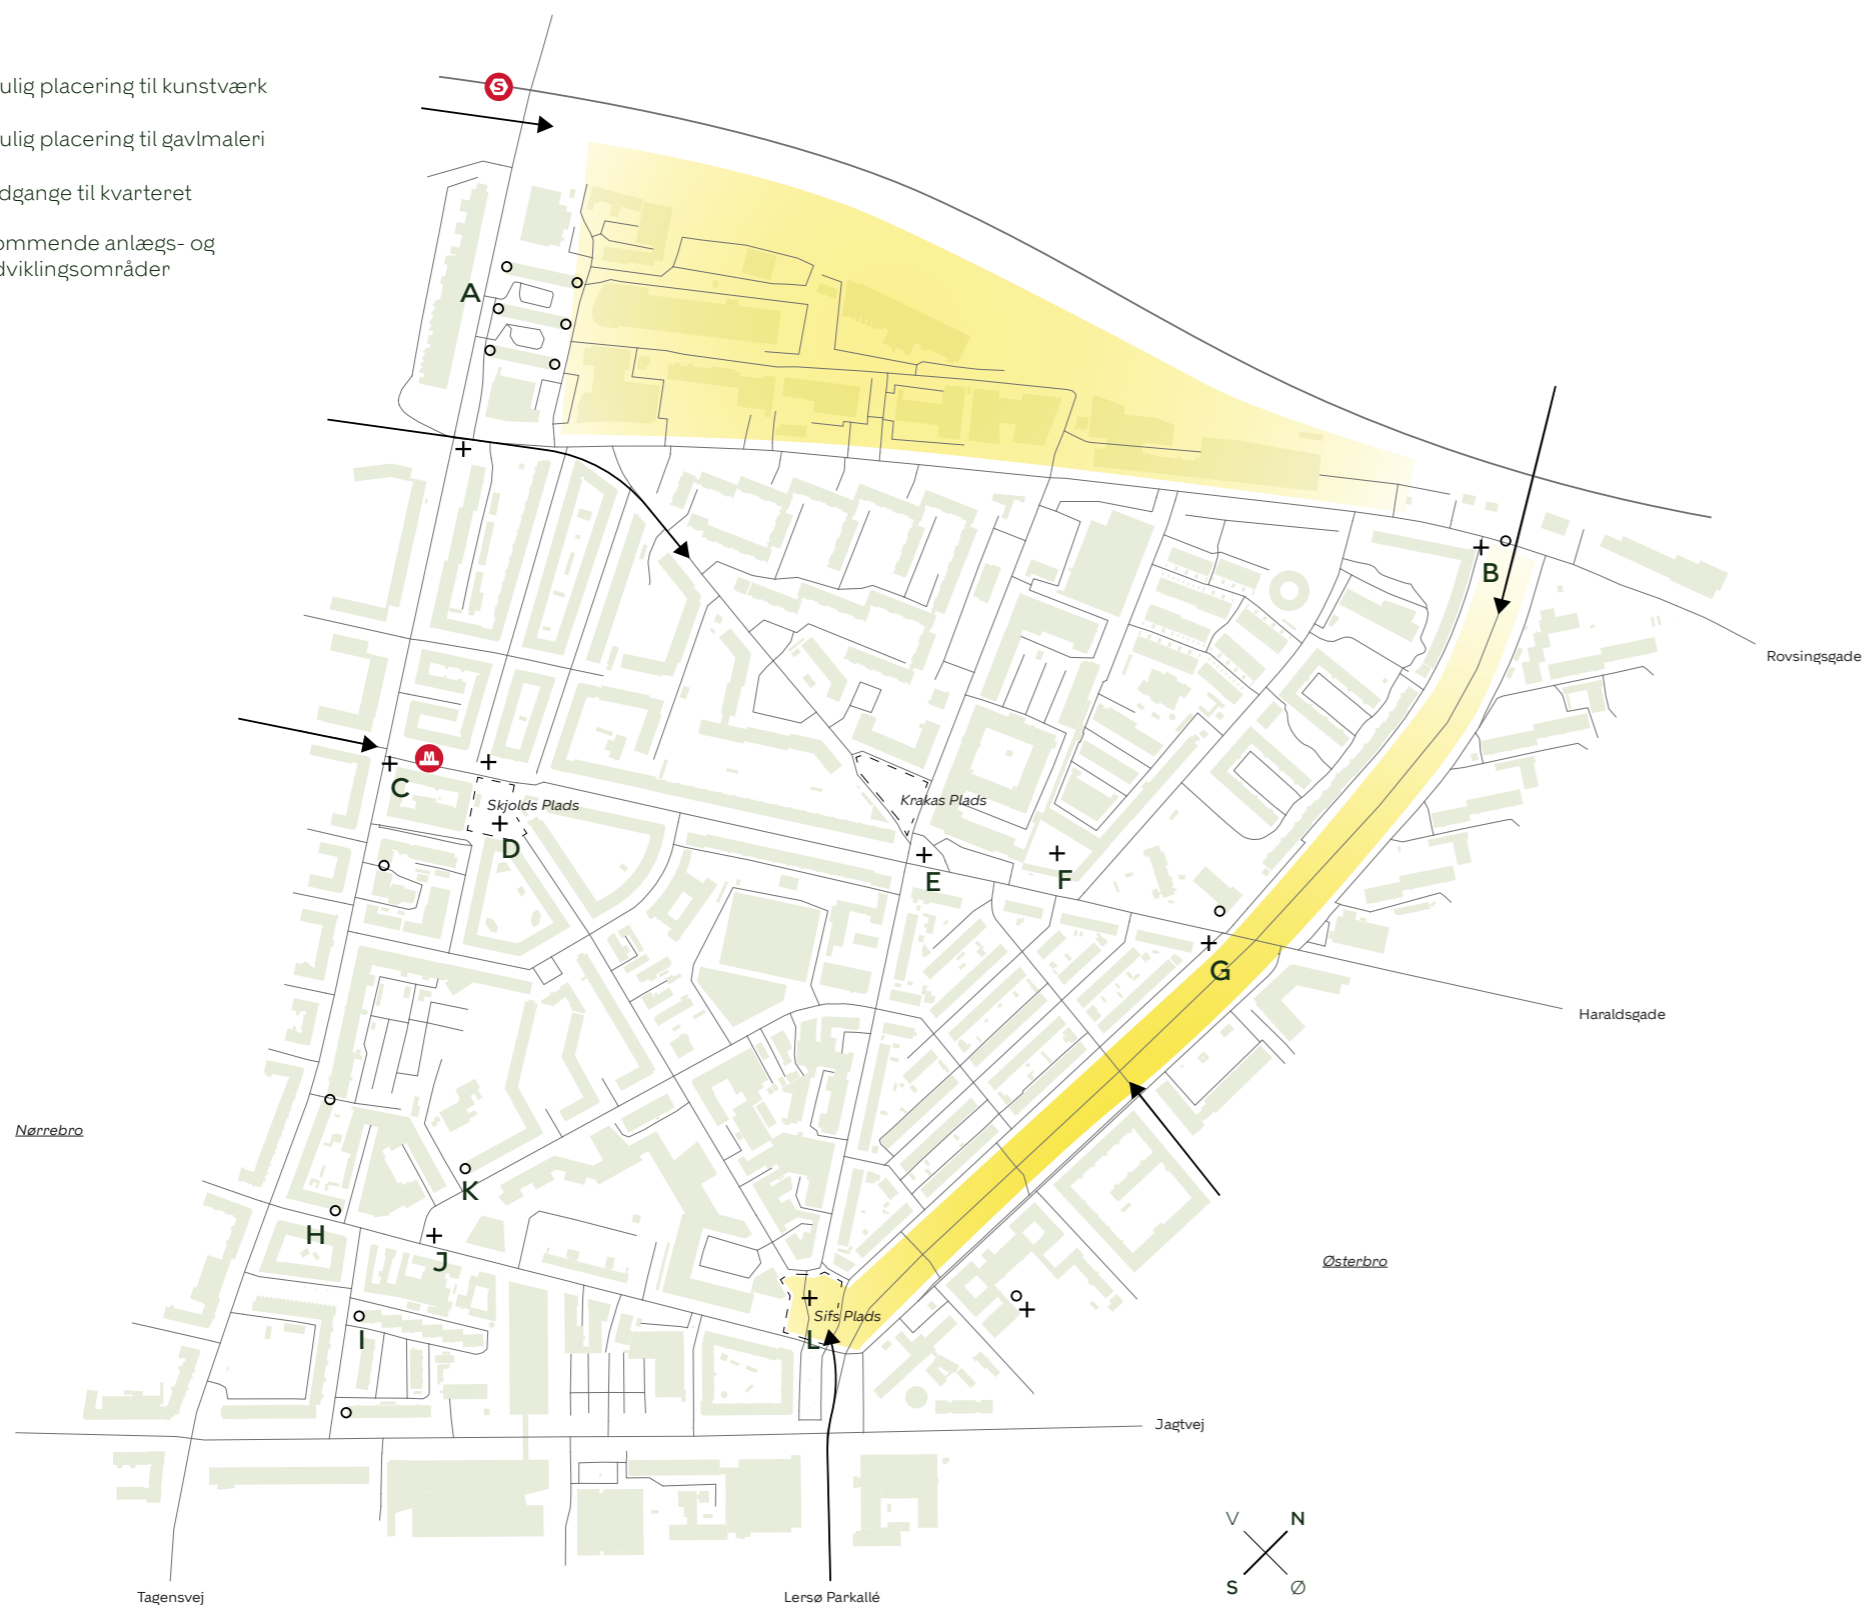 ulig placering til kunstværk
ulig placering til gavlmaleri
dgange til kvarteret
ommende anlægs- og
dviklingsområder
S
A
B
Rovsingsgade
M
C
Skjolds Plads
D
Krakas Plads
E
F
G
Haraldsgade
Nørrebro
K
H
J
Østerbro
Sifs Plads
I
L
Jagtvej
V
N
S
Ø
Tagensvej
Lersø Parkallé